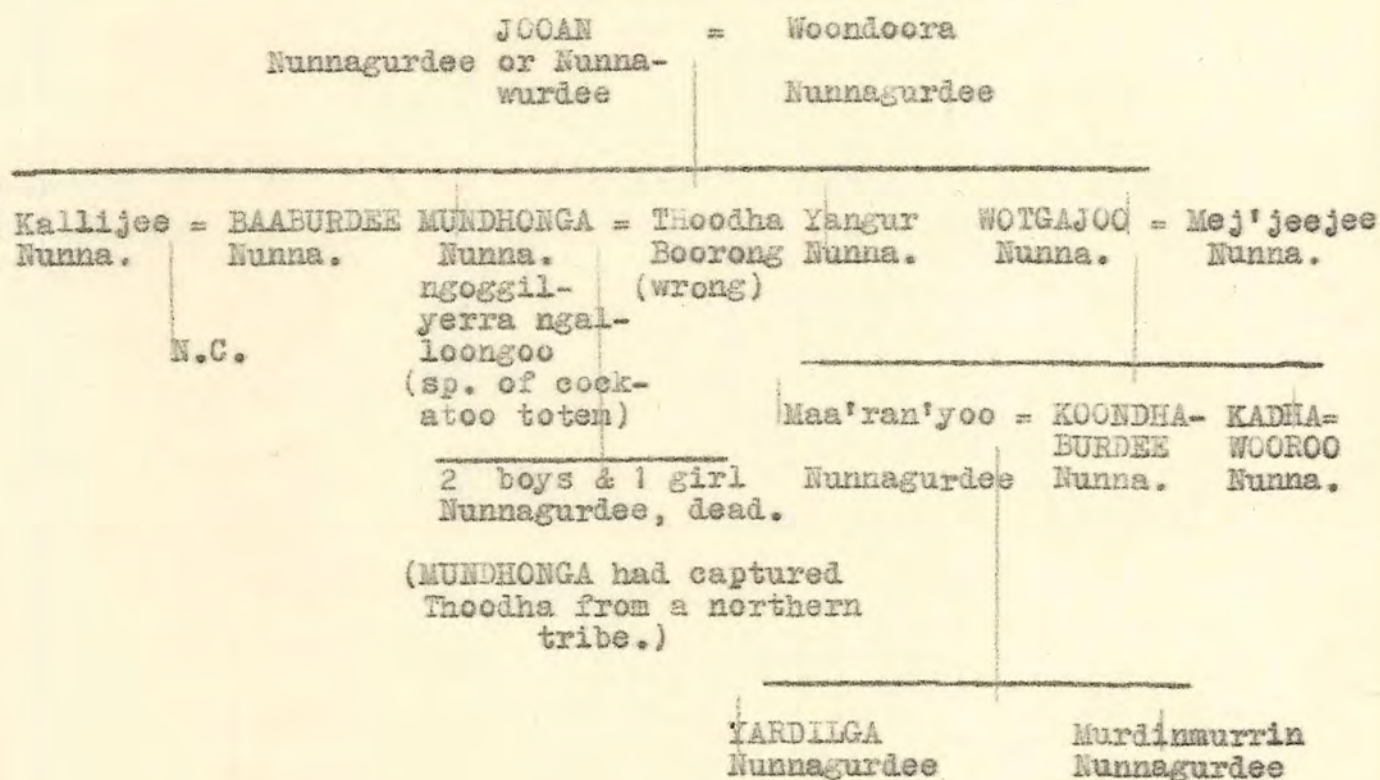 JOOAN = Woondoora
Nunnagurdee or Nunna-
wurdee Nunnagurdee
Kallijee = BAABURDEE MUNDHONGA = THoodha Yangur WOTGAJOO = Mej'jeejee
Nunna. Nunna. Nunna. Boorong Nunna. Nunna. Nunna.
ngoggil- (wrong)
yerra ngal-
N.C. loongoo
(sp. of cock-
atoo totem) Maa'ran'yoo = KOONDHA- KADHA=
BURDEE WOOROO
2 boys & 1 girl Nunnagurdee Nunna. Nunna.
Nunnagurdee, dead.
(MUNDHONGA had captured
Thoodha from a northern
tribe.)
YARDILGA Murdinmurrin
Nunnagurdee Nunnagurdee